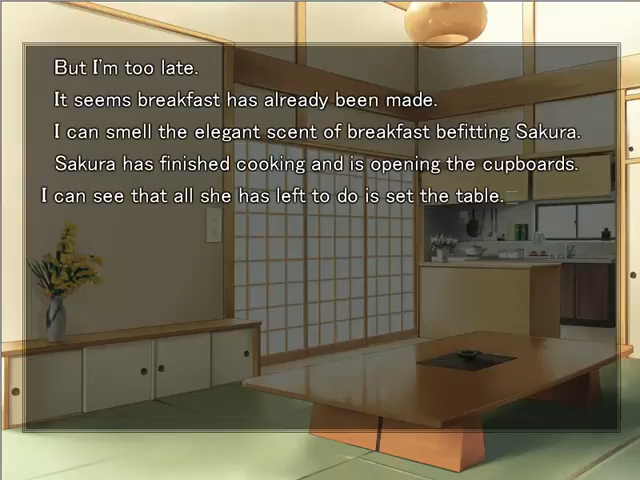 But I'm too late.
It seems breakfast has already been made.
I can smell the elegant scent of breakfast befitting Sakura.
Sakura has finished cooking and is opening the cupboards.
I can see that all she has left to do is set the table.